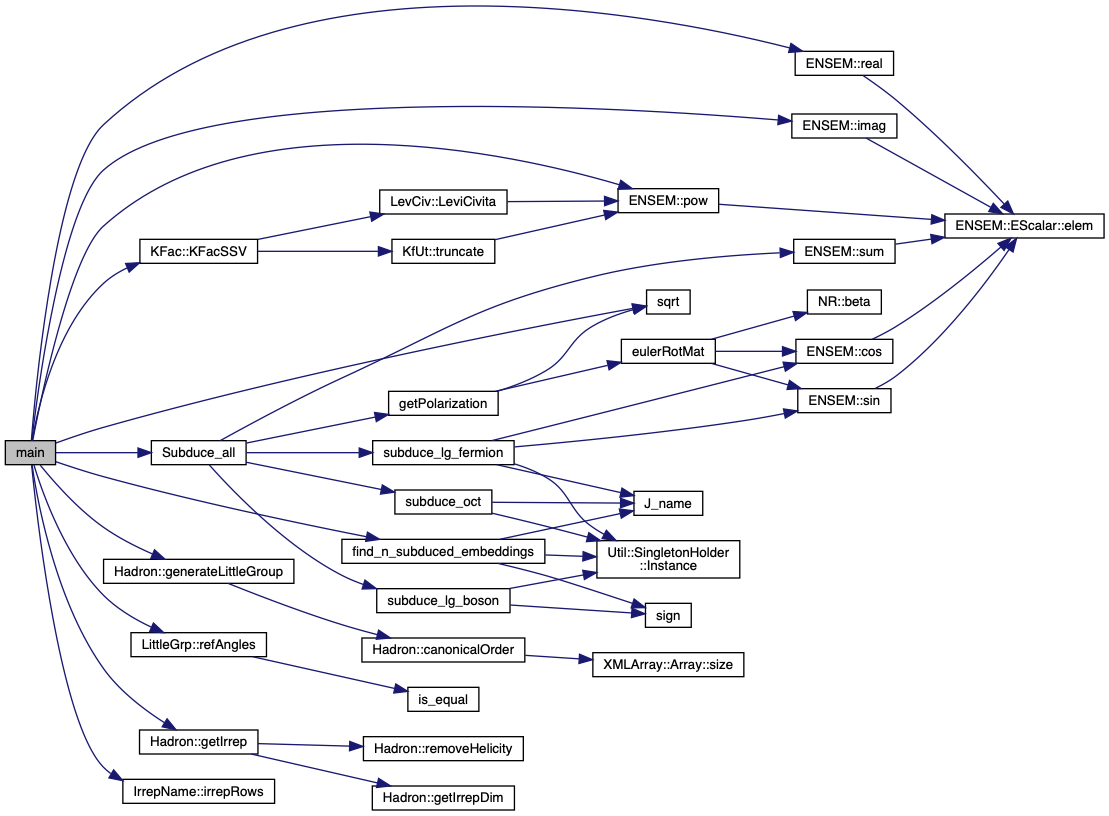 ENSEM::real
ENSEM::imag
LevCiv::LeviCivita
ENSEM::pow
ENSEM::EScalar::elem
KFac::KFacSSV
KfUt::truncate
ENSEM::sum
sqrt
NR::beta
eulerRotMat
ENSEM::cos
getPolarization
ENSEM::sin
main
Subduce_all
subduce_lg_fermion
subduce_oct
J_name
find_n_subduced_embeddings
Util::SingletonHolder
::Instance
Hadron::generateLittleGroup
subduce_lg_boson
sign
LittleGrp::refAngles
Hadron::canonicalOrder
XMLArray::Array::size
is_equal
Hadron::getIrrep
Hadron::removeHelicity
IrrepName::irrepRows
Hadron::getIrrepDim